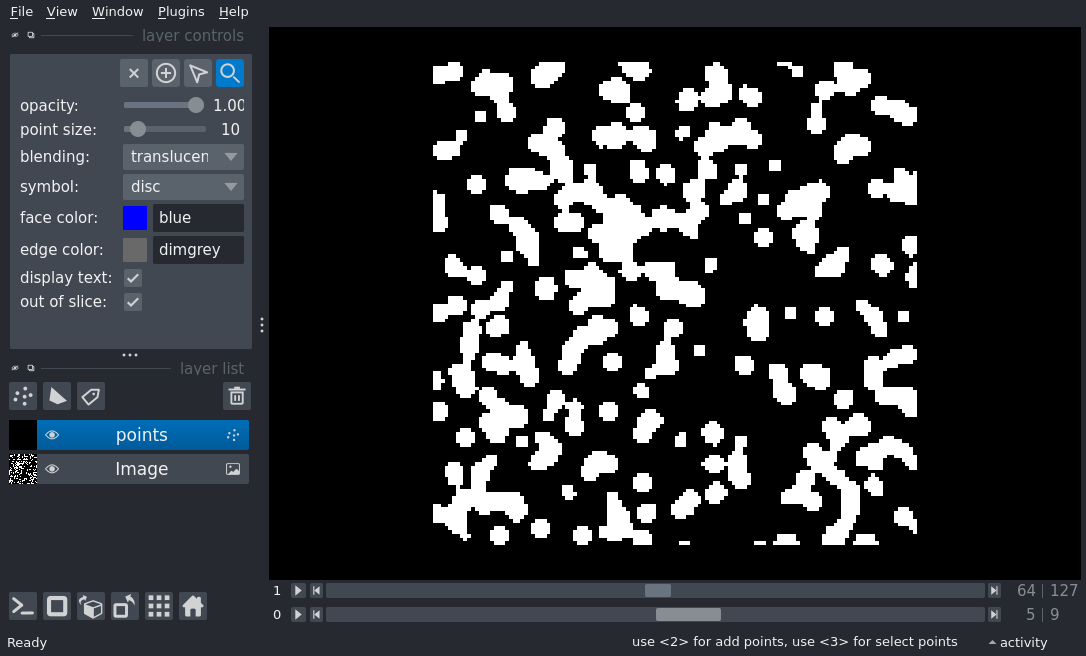 File View Window Plugins Help
layer controls
opacity: 1.00
point size: 10
blending: translucen
symbol: disc
face color: blue
edge color: dimgrey
display text:
out of slice:
layer list
points
Image
1 64 | 127
0 5 | 9
Ready use <2> for add points, use <3> for select points activity